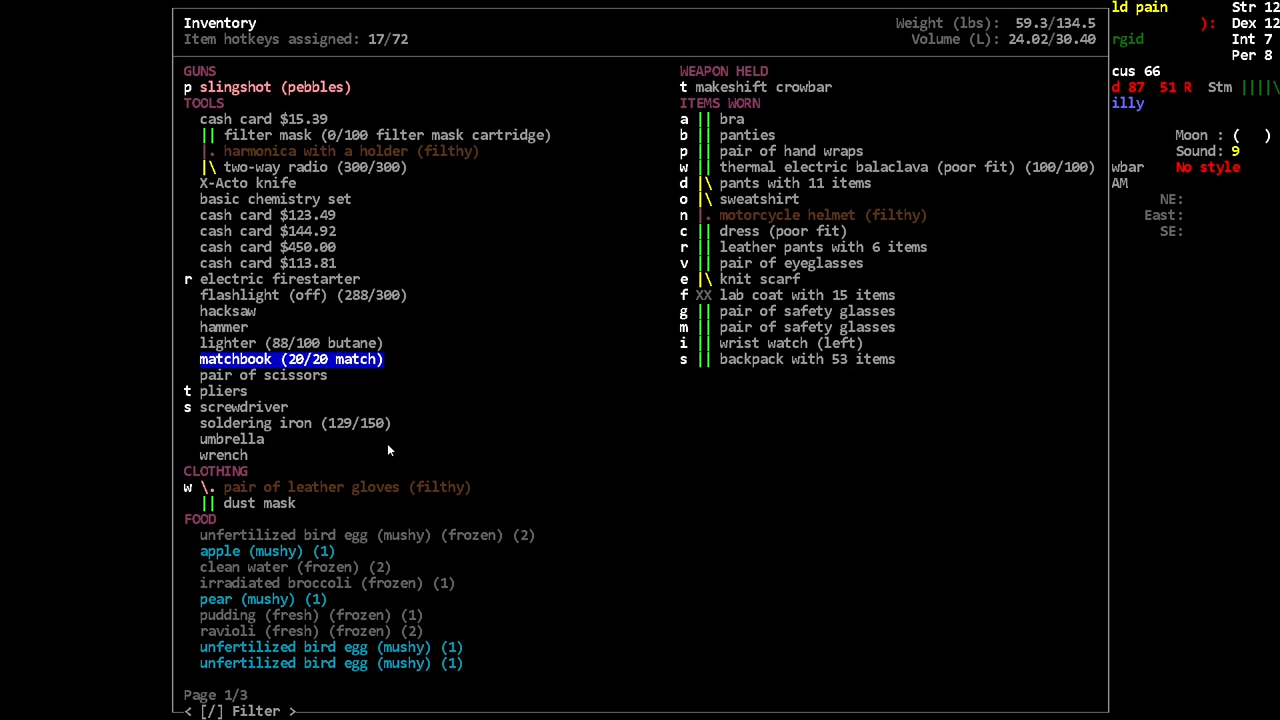 Inventory
Item hotkeys assigned: 17/72
Weight (lbs): 59.3/134.5
Volume (L): 24.02/30.40
GUNS
p slingshot (pebbles)
TOOLS
cash card $15.39
|| filter mask (0/100 filter mask cartridge)
|. harmonica with a holder (filthy)
|\ two-way radio (300/300)
X-Acto knife
basic chemistry set
cash card $123.49
cash card $144.92
cash card $450.00
cash card $113.81
r electric firestarter
flashlight (off) (288/300)
hacksaw
hammer
lighter (88/100 butane)
matchbook (20/20 match)
pair of scissors
t pliers
s screwdriver
soldering iron (129/150)
umbrella
wrench
CLOTHING
w \. pair of leather gloves (filthy)
|| dust mask
FOOD
unfertilized bird egg (mushy) (frozen) (2)
apple (mushy) (1)
clean water (frozen) (2)
irradiated broccoli (frozen) (1)
pear (mushy) (1)
pudding (fresh) (frozen) (1)
ravioli (fresh) (frozen) (2)
unfertilized bird egg (mushy) (1)
unfertilized bird egg (mushy) (1)
Page 1/3
< [/] Filter >
WEAPON HELD
t makeshift crowbar
ITEMS WORN
a || bra
b || panties
p || pair of hand wraps
w || thermal electric balaclava (poor fit) (100/100)
d |\ pants with 11 items
o |\ sweatshirt
n |. motorcycle helmet (filthy)
c || dress (poor fit)
r || leather pants with 6 items
v || pair of eyeglasses
e |\ knit scarf
f XX lab coat with 15 items
g || pair of safety glasses
m || pair of safety glasses
i || wrist watch (left)
s || backpack with 53 items
ld pain Str 12
): Dex 12
rgid Int 7
Per 8
cus 66
d 87 51 R Stm ||||\
illy
Moon : ( )
Sound: 9
wbar No style
AM
NE:
East:
SE: